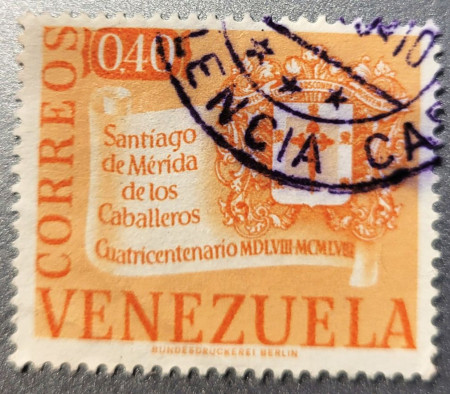 CORREOS
0,40
Santiago
de Mérida
de los
Caballeros
Cuatricentenario MDLVIII-MCMLVIII
VENEZUELA
BUNDESDRUCKEREI BERLIN
ENCIA CA